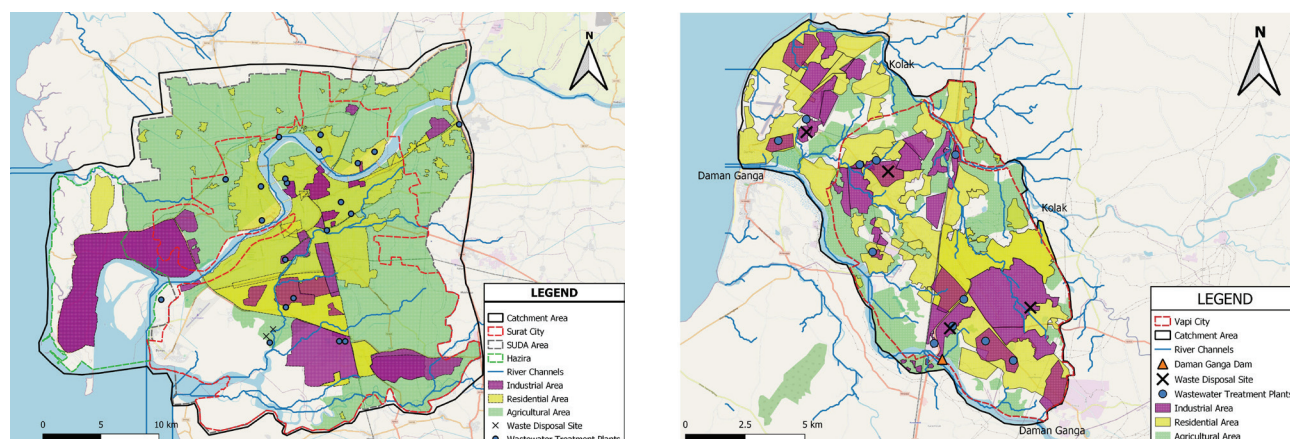 N
LEGEND
Catchment Area
Surat City
SUDA Area
Hazira
River Channels
Industrial Area
Residential Area
Agricultural Area
Waste Disposal Site
Wastewater Treatment Plants
0 5 10 km
N
Kolak
Daman Ganga
Kolak
Daman Ganga
LEGEND
Vapi City
Catchment Area
River Channels
Daman Ganga Dam
Waste Disposal Site
Wastewater Treatment Plants
Industrial Area
Residential Area
Agricultural Area
0 2.5 5 km